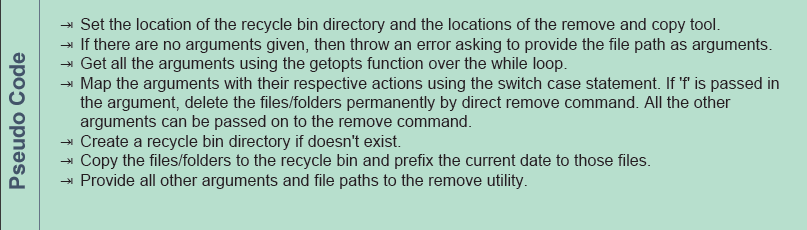 Pseudo Code
⇥ Set the location of the recycle bin directory and the locations of the remove and copy tool.
⇥ If there are no arguments given, then throw an error asking to provide the file path as arguments.
⇥ Get all the arguments using the getopts function over the while loop.
⇥ Map the arguments with their respective actions using the switch case statement. If 'f' is passed in
the argument, delete the files/folders permanently by direct remove command. All the other
arguments can be passed on to the remove command.
⇥ Create a recycle bin directory if doesn't exist.
⇥ Copy the files/folders to the recycle bin and prefix the current date to those files.
⇥ Provide all other arguments and file paths to the remove utility.